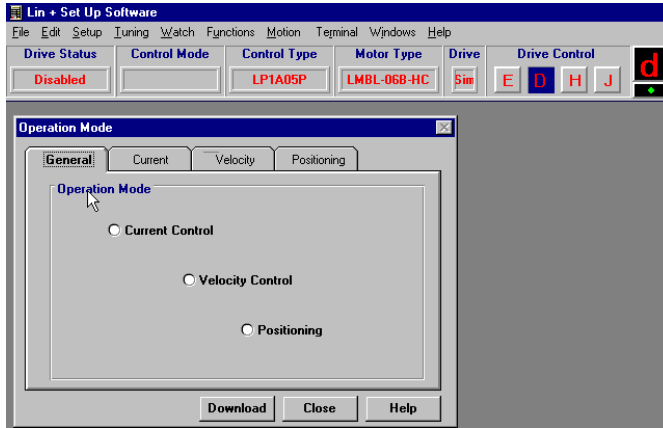 Lin + Set Up Software
File Edit Setup Tuning Watch Functions Motion Terminal Windows Help
Drive Status Control Mode Control Type Motor Type Drive Drive Control
Disabled LP1A05P LMBL-06B-HC Sim E D H J d
Operation Mode
General Current Velocity Positioning
Operation Mode
Current Control
Velocity Control
Positioning
Download Close Help